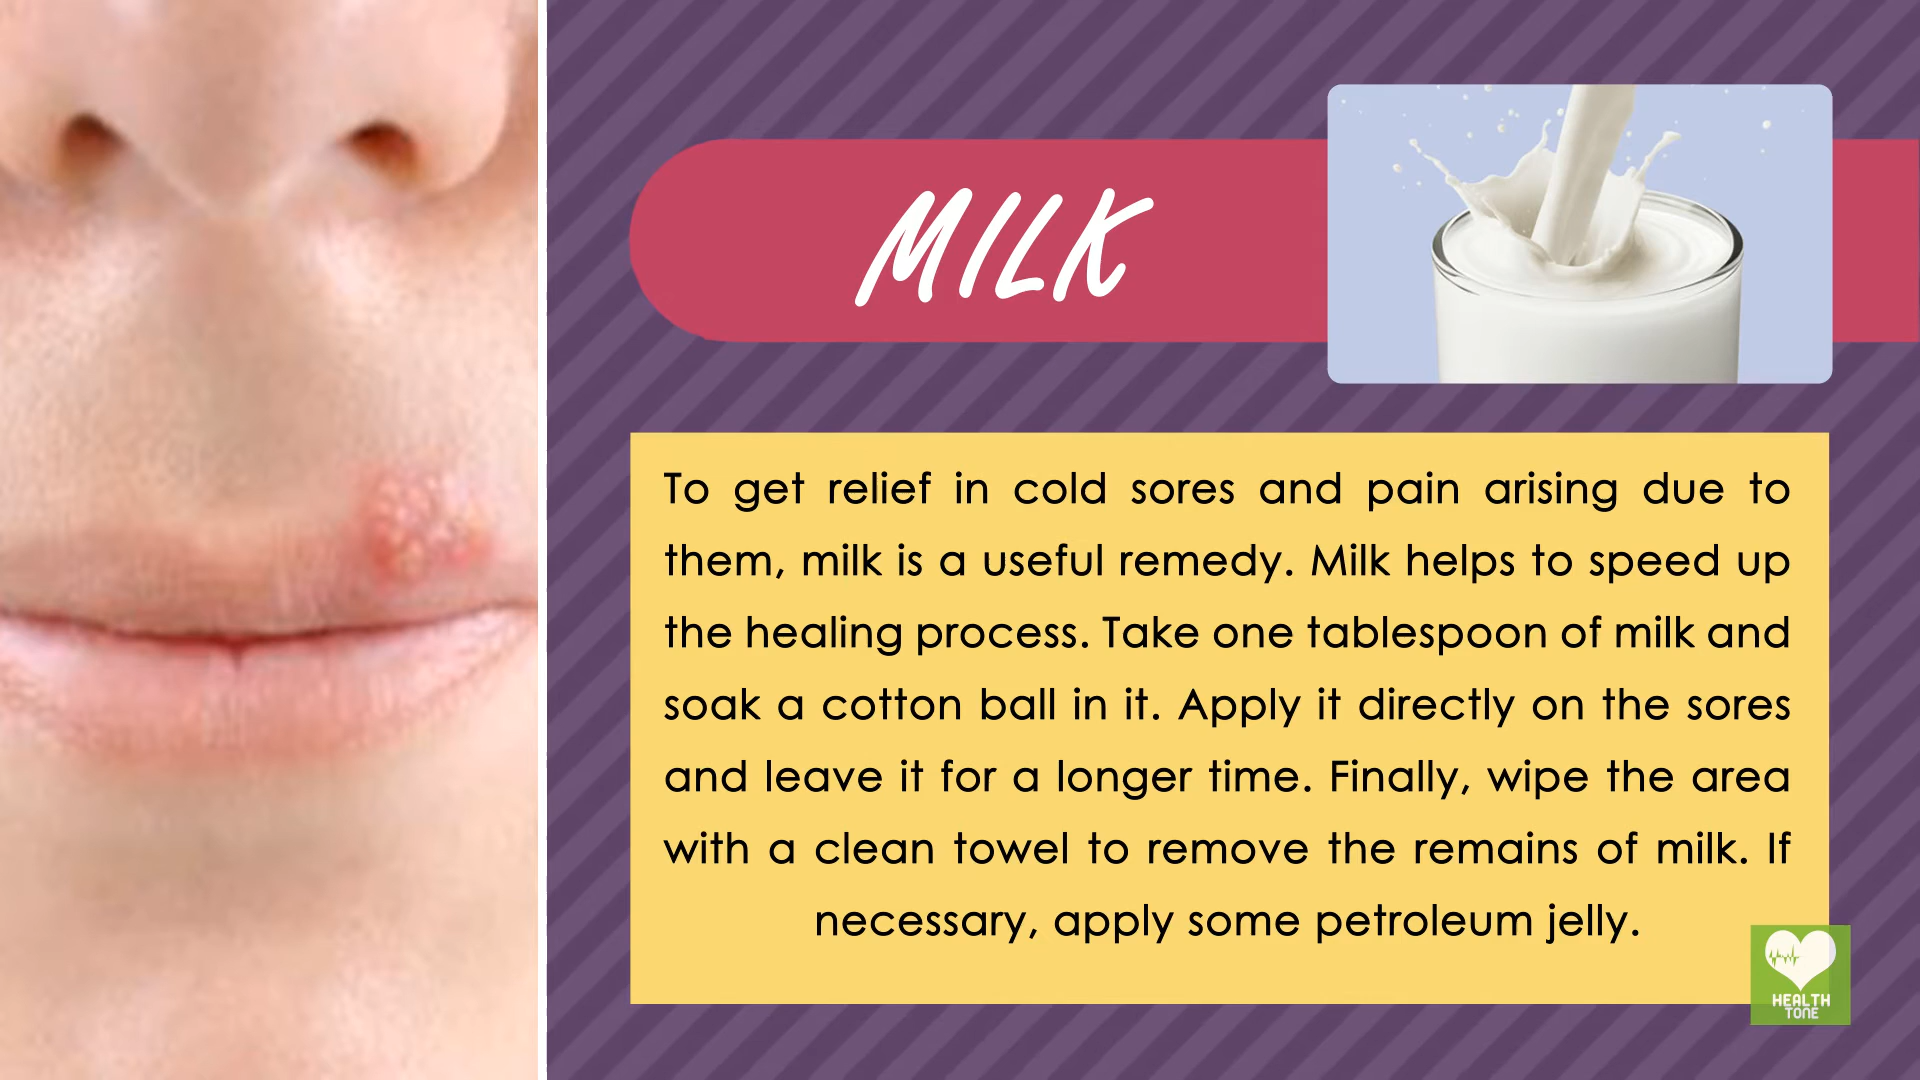 MILK
To get relief in cold sores and pain arising due to
them, milk is a useful remedy. Milk helps to speed up
the healing process. Take one tablespoon of milk and
soak a cotton ball in it. Apply it directly on the sores
and leave it for a longer time. Finally, wipe the area
with a clean towel to remove the remains of milk. If
necessary, apply some petroleum jelly.
HEALTH
TONE